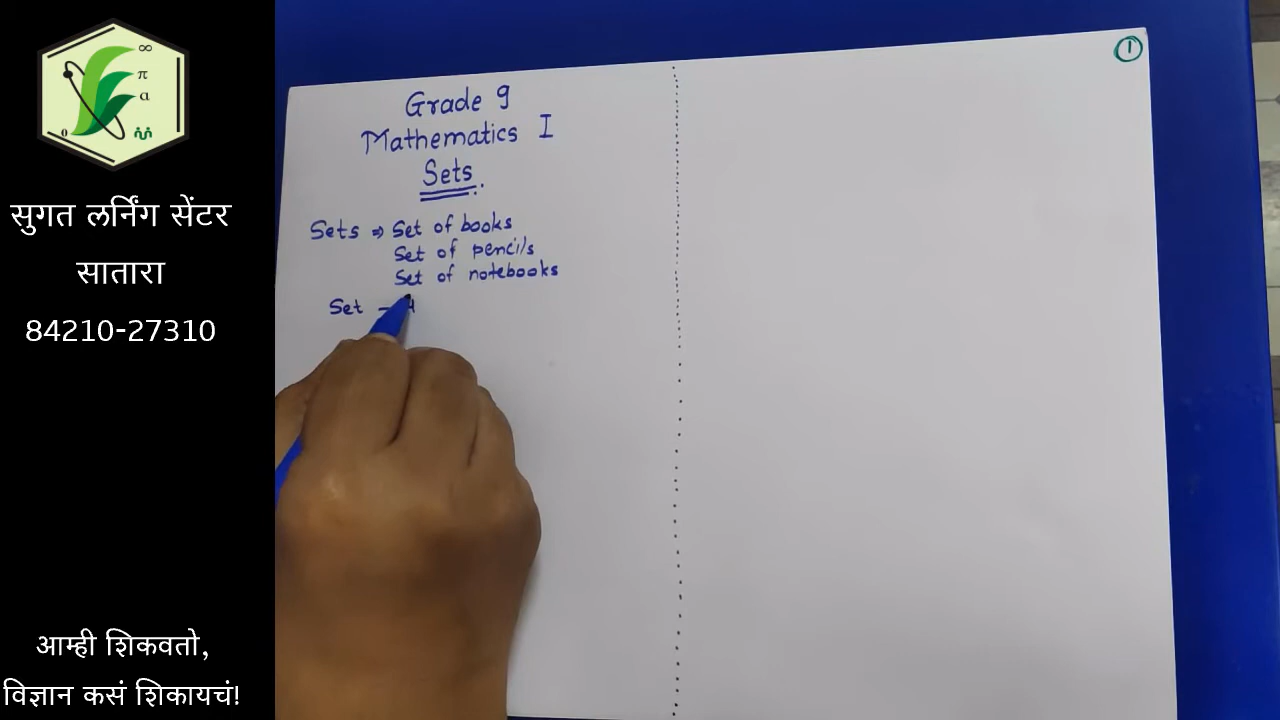 ∞
π
a
0
सुगत लर्निंग सेंटर
सातारा
84210-27310
आम्ही शिकवतो,
विज्ञान कसं शिकायचं!
1
Grade 9
Mathematics I
Sets
Sets ⇒ Set of books
Set of pencils
Set of notebooks
Set –